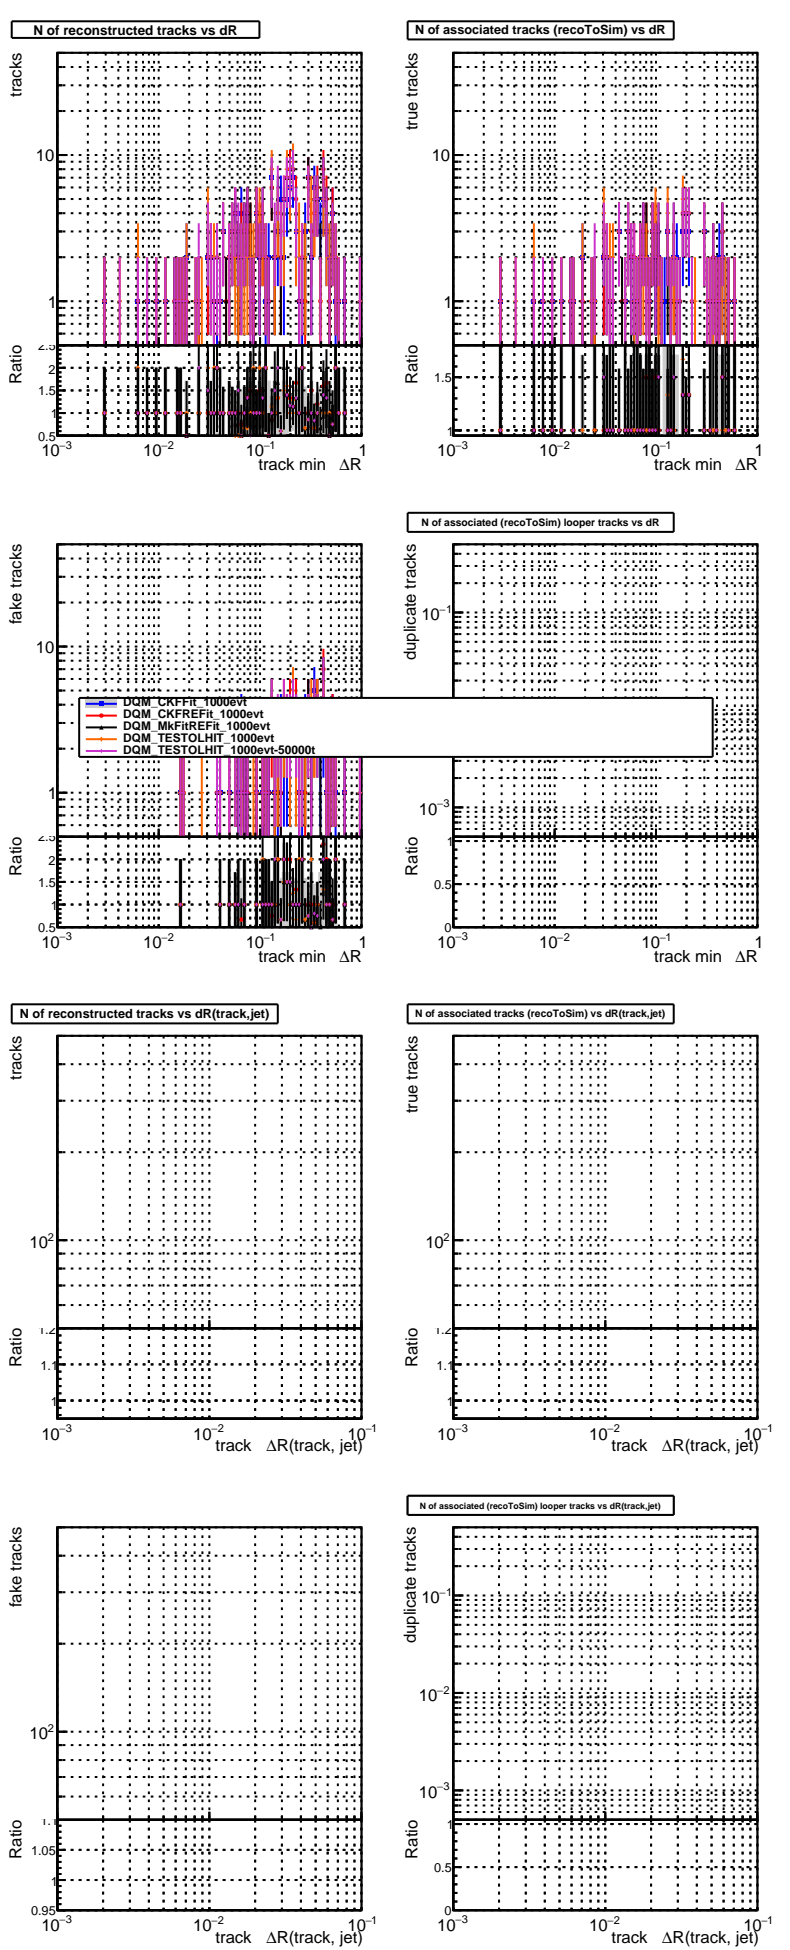 N of reconstructed tracks vs dR
tracks
10
1
Ratio
2.5
2
1.5
1
0.5
10−3 10−2 10−1 1
track min ΔR
N of associated tracks (recoToSim) vs dR
true tracks
10
1
Ratio
1.5
1
10−3 10−2 10−1 1
track min ΔR
fake tracks
10
1
Ratio
2.5
2
1.5
1
0.5
10−3 10−2 10−1 1
track min ΔR
N of associated (recoToSim) looper tracks vs dR
duplicate tracks
10−1
10−3
Ratio
1
0.5
0
10−3 10−2 10−1 1
track min ΔR
DQM_CKFFit_1000evt
DQM_CKFREFit_1000evt
DQM_MkFitREFit_1000evt
DQM_TESTOLHIT_1000evt
DQM_TESTOLHIT_1000evt-50000t
N of reconstructed tracks vs dR(track,jet)
tracks
102
Ratio
1.2
1.1
1
10−3 10−2 10−1
track ΔR(track, jet)
N of associated tracks (recoToSim) vs dR(track,jet)
true tracks
102
Ratio
1.2
1.1
1
10−3 10−2 10−1
track ΔR(track, jet)
fake tracks
102
Ratio
1.1
1.05
1
0.95
10−3 10−2 10−1
track ΔR(track, jet)
N of associated (recoToSim) looper tracks vs dR(track,jet)
duplicate tracks
10−1
10−2
10−3
Ratio
1
0.5
0
10−3 10−2 10−1
track ΔR(track, jet)